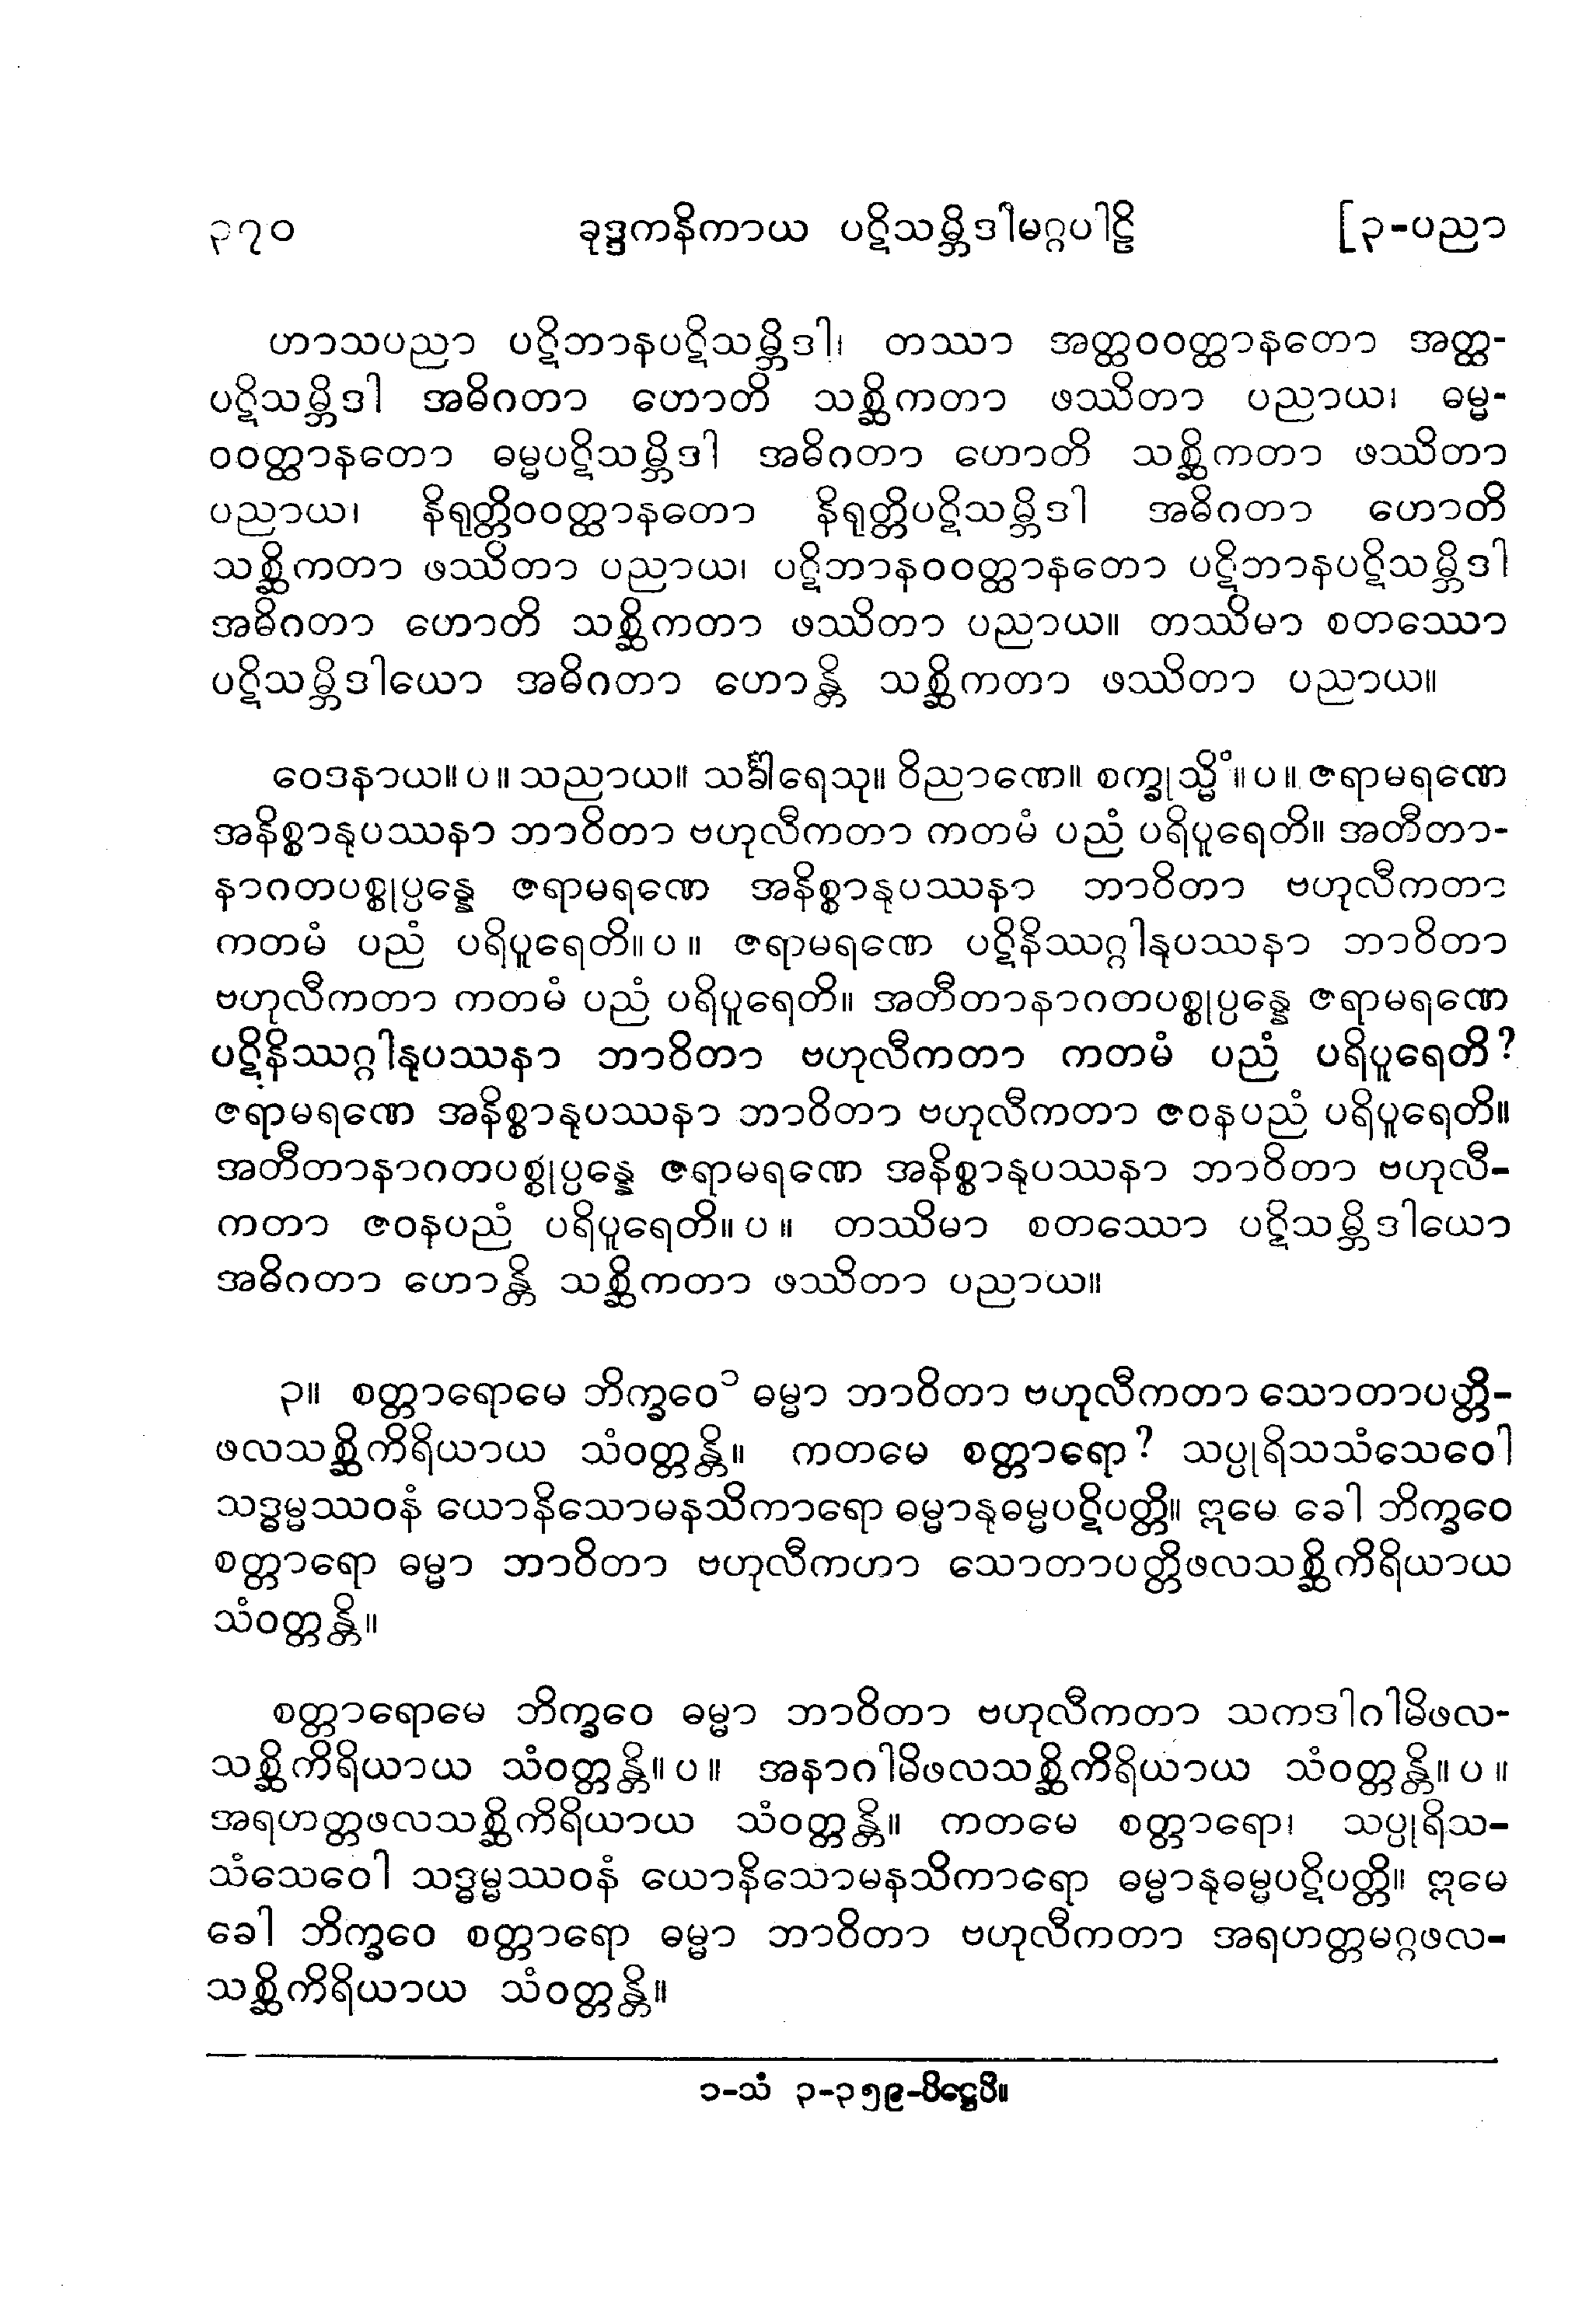 ၃၇၀ ခုဒ္ဒကနိကာယ ပဋိသမ္ဘိဒါမဂ္ဂပါဠိ [၃-ပညာ
ဟာသပညာ ပဋိဘာနပဋိသမ္ဘိဒါ၊ တဿာ အတ္ထဝဝတ္ထာနတော အတ္ထ-
ပဋိသမ္ဘိဒါ အဓိဂတာ ဟောတိ သစ္ဆိကတာ ဖဿိတာ ပညာယ၊ ဓမ္မ-
ဝဝတ္ထာနတော ဓမ္မပဋိသမ္ဘိဒါ အဓိဂတာ ဟောတိ သစ္ဆိကတာ ဖဿိတာ
ပညာယ၊ နိရုတ္တိဝဝတ္ထာနတော နိရုတ္တိပဋိသမ္ဘိဒါ အဓိဂတာ ဟောတိ
သစ္ဆိကတာ ဖဿိတာ ပညာယ၊ ပဋိဘာနဝဝတ္ထာနတော ပဋိဘာနပဋိသမ္ဘိဒါ
အဓိဂတာ ဟောတိ သစ္ဆိကတာ ဖဿိတာ ပညာယ။ တဿိမာ စတဿော
ပဋိသမ္ဘိဒါယော အဓိဂတာ ဟောန္တိ သစ္ဆိကတာ ဖဿိတာ ပညာယ။
ဝေဒနာယ။ ပ။ သညာယ။ သင်္ခါရေသု။ ဝိညာဏေ။ စက္ခုသ္မိံ။ ပ။ ဇရာမရဏေ
အနိစ္စာနုပဿနာ ဘာဝိတာ ဗဟုလီကတာ ကတမံ ပညံ ပရိပူရေတိ။ အတီတာ-
နာဂတပစ္စုပ္ပန္နေ ဇရာမရဏေ အနိစ္စာနုပဿနာ ဘာဝိတာ ဗဟုလီကတာ
ကတမံ ပညံ ပရိပူရေတိ။ ပ။ ဇရာမရဏေ ပဋိနိဿဂ္ဂါနုပဿနာ ဘာဝိတာ
ဗဟုလီကတာ ကတမံ ပညံ ပရိပူရေတိ။ အတီတာနာဂတပစ္စုပ္ပန္နေ ဇရာမရဏေ
ပဋိနိဿဂ္ဂါနုပဿနာ ဘာဝိတာ ဗဟုလီကတာ ကတမံ ပညံ ပရိပူရေတိ?
ဇရာမရဏေ အနိစ္စာနုပဿနာ ဘာဝိတာ ဗဟုလီကတာ ဇဝနပညံ ပရိပူရေတိ။
အတီတာနာဂတပစ္စုပ္ပန္နေ ဇရာမရဏေ အနိစ္စာနုပဿနာ ဘာဝိတာ ဗဟုလီ-
ကတာ ဇဝနပညံ ပရိပူရေတိ။ ပ။ တဿိမာ စတဿော ပဋိသမ္ဘိဒါယော
အဓိဂတာ ဟောန္တိ သစ္ဆိကတာ ဖဿိတာ ပညာယ။
၃။ စတ္တာရောမေ ဘိက္ခဝေ ၁ ဓမ္မာ ဘာဝိတာ ဗဟုလီကတာ သောတာပတ္တိ-
ဖလသစ္ဆိကိရိယာယ သံဝတ္တန္တိ။ ကတမေ စတ္တာရော? သပ္ပုရိသသံသေဝေါ
သဒ္ဓမ္မဿဝနံ ယောနိသောမနသိကာရော ဓမ္မာနုဓမ္မပဋိပတ္တိ။ ဣမေ ခေါ ဘိက္ခဝေ
စတ္တာရော ဓမ္မာ ဘာဝိတာ ဗဟုလီကဟာ သောတာပတ္တိဖလသစ္ဆိကိရိယာယ
သံဝတ္တန္တိ။
စတ္တာရောမေ ဘိက္ခဝေ ဓမ္မာ ဘာဝိတာ ဗဟုလီကတာ သကဒါဂါမိဖလ-
သစ္ဆိကိရိယာယ သံဝတ္တန္တိ။ ပ။ အနာဂါမိဖလသစ္ဆိကိရိယာယ သံဝတ္တန္တိ။ ပ။
အရဟတ္တဖလသစ္ဆိကိရိယာယ သံဝတ္တန္တိ။ ကတမေ စတ္တာရော၊ သပ္ပုရိသ-
သံသေဝေါ သဒ္ဓမ္မဿဝနံ ယောနိသောမနသိကာရော ဓမ္မာနုဓမ္မပဋိပတ္တိ။ ဣမေ
ခေါ ဘိက္ခဝေ စတ္တာရော ဓမ္မာ ဘာဝိတာ ဗဟုလီကတာ အရဟတ္တမဂ္ဂဖလ-
သစ္ဆိကိရိယာယ သံဝတ္တန္တိ။
၁-သံ ၃-၃၅၉-ပိဋ္ဌေပိ။